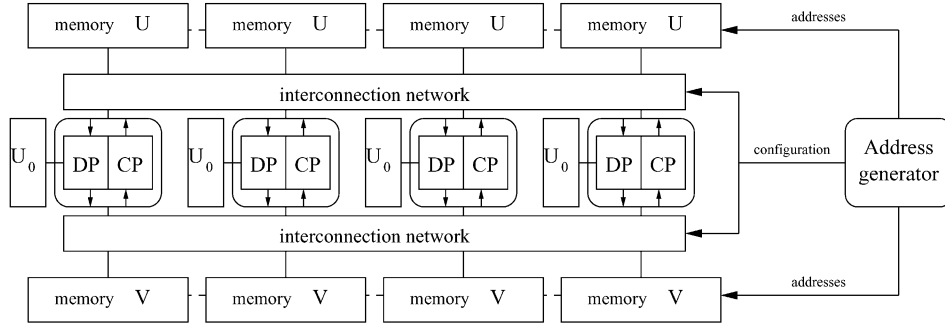 memory U memory U memory U memory U addresses
interconnection network
U0 DP CP U0 DP CP U0 DP CP U0 DP CP configuration Address
generator
interconnection network
memory V memory V memory V memory V addresses